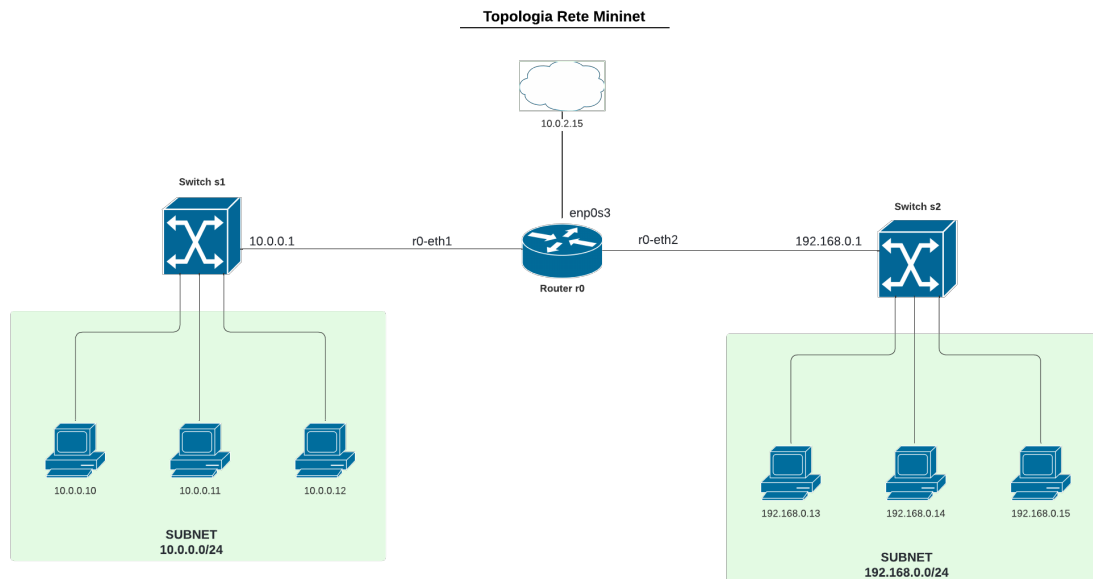 Topologia Rete Mininet
10.0.2.15
Switch s1
enp0s3
Switch s2
10.0.0.1
r0-eth1
r0-eth2
192.168.0.1
Router r0
10.0.0.10
10.0.0.11
10.0.0.12
SUBNET
10.0.0.0/24
192.168.0.13
192.168.0.14
192.168.0.15
SUBNET
192.168.0.0/24